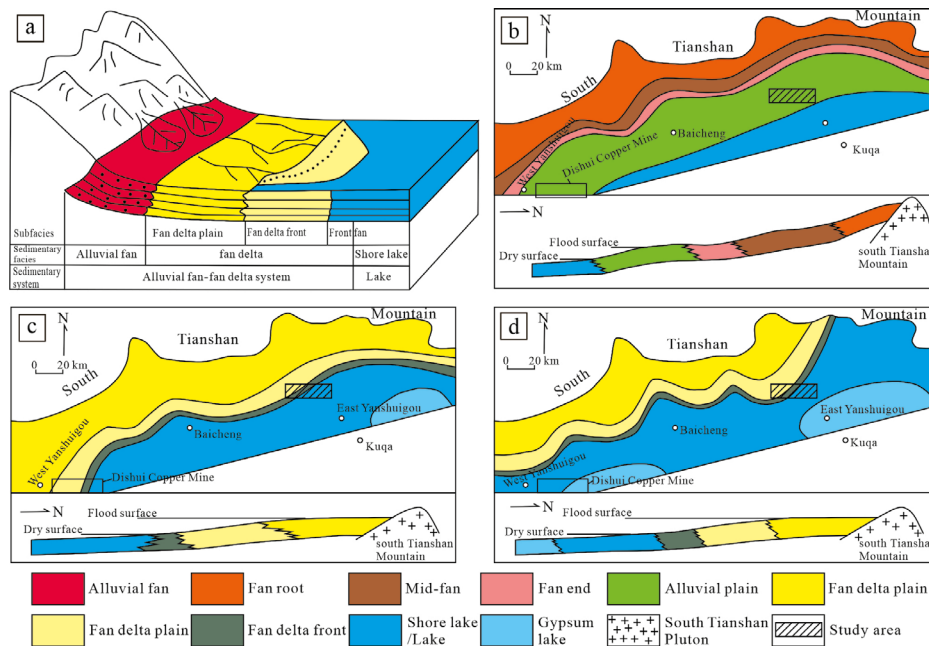 a
Subfacies
Fan delta plain
Fan delta front
Front fan
Sedimentary facies
Alluvial fan
fan delta
Shore lake
Sedimentary system
Alluvial fan-fan delta system
Lake
b
N
0 20 km
South
Tianshan
Mountain
West Yanshuigou
Dishui Copper Mine
Baicheng
Kuqa
N
Flood surface
Dry surface
south Tianshan
Mountain
c
N
0 20 km
South
Tianshan
Mountain
West Yanshuigou
Baicheng
East Yanshuigou
Kuqa
Dishui Copper Mine
N
Flood surface
Dry surface
south Tianshan
Mountain
d
N
0 20 km
South
Tianshan
Mountain
West Yanshuigou
Baicheng
East Yanshuigou
Kuqa
Dishui Copper Mine
N
Flood surface
Dry surface
south Tianshan
Mountain
Alluvial fan
Fan root
Mid-fan
Fan end
Alluvial plain
Fan delta plain
Fan delta plain
Fan delta front
Shore lake
/Lake
Gypsum
lake
South Tianshan
Pluton
Study area